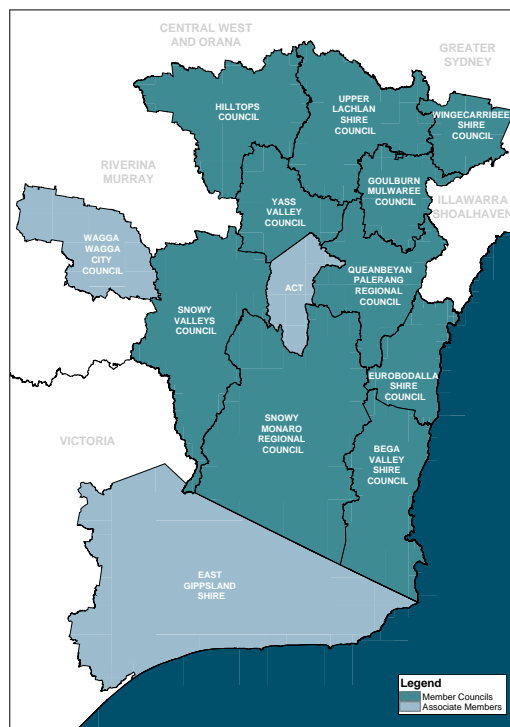 CENTRAL WEST
AND ORANA
GREATER
SYDNEY
HILLTOPS
COUNCIL
UPPER
LACHLAN
SHIRE
COUNCIL
WINGECARRIBEE
SHIRE
COUNCIL
RIVERINA
MURRAY
GOULBURN
MULWAREE
COUNCIL
ILLAWARRA
SHOALHAVEN
YASS
VALLEY
COUNCIL
WAGGA
WAGGA
CITY
COUNCIL
ACT
QUEANBEYAN
PALERANG
REGIONAL
COUNCIL
SNOWY
VALLEYS
COUNCIL
EUROBODALLA
SHIRE
COUNCIL
SNOWY
MONARO
REGIONAL
COUNCIL
VICTORIA
BEGA
VALLEY
SHIRE
COUNCIL
EAST
GIPPSLAND
SHIRE
Legend
Member Councils
Associate Members